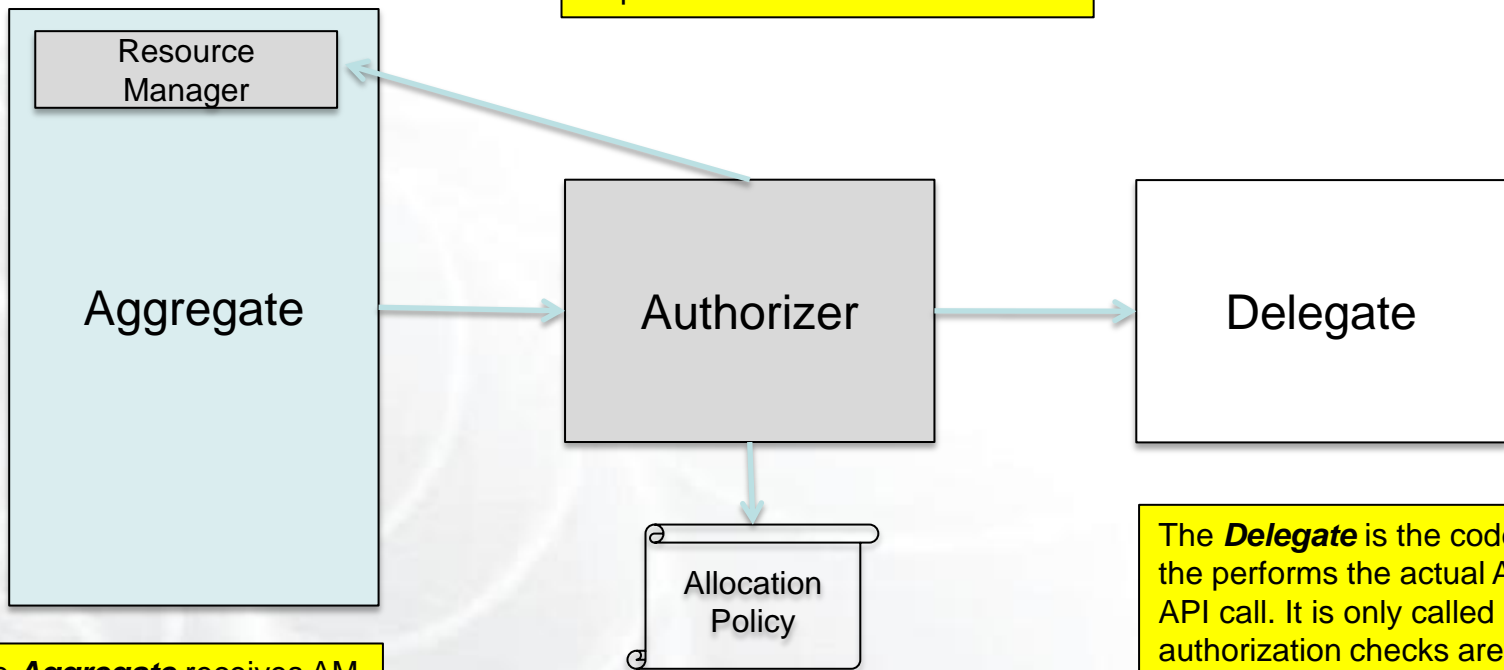 Resource
Manager
Aggregate
Authorizer
Delegate
Allocation
Policy
The Delegate is the code
the performs the actual A
API call. It is only called
authorization checks are
Aggregate receives AM